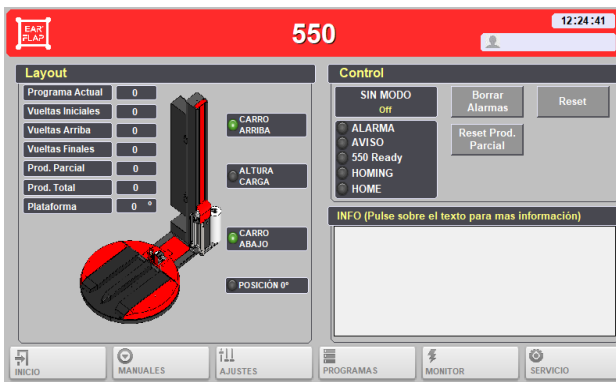 EAR
FLAP
550
12:24:41
Layout
Programa Actual 0
Vueltas Iniciales 0
Vueltas Arriba 0
Vueltas Finales 0
Prod. Parcial 0
Prod. Total 0
Plataforma 0 º
CARRO
ARRIBA
ALTURA
CARGA
CARRO
ABAJO
POSICIÓN 0º
Control
SIN MODO
Off
Borrar
Alarmas
Reset
ALARMA
AVISO
550 Ready
HOMING
HOME
Reset Prod.
Parcial
INFO (Pulse sobre el texto para mas información)
INICIO
MANUALES
AJUSTES
PROGRAMAS
MONITOR
SERVICIO